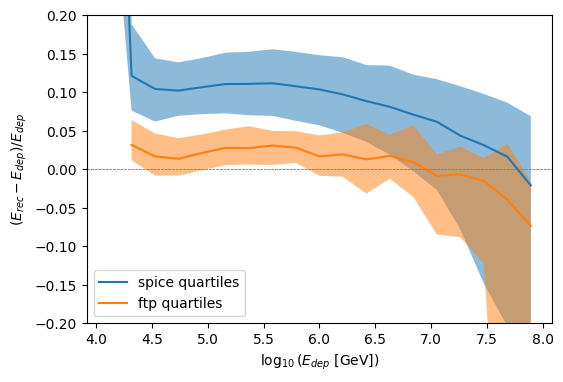 0.20
0.15
0.10
0.05
0.00
−0.05
−0.10
−0.15
−0.20
(E_rec − E_dep)/E_dep
spice quartiles
ftp quartiles
4.0 4.5 5.0 5.5 6.0 6.5 7.0 7.5 8.0
log₁₀(E_dep [GeV])